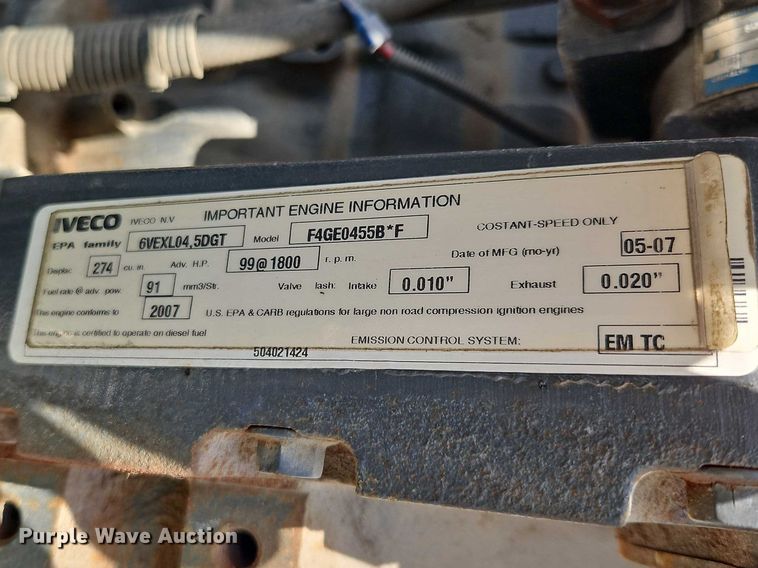 IVECO IVECO N.V IMPORTANT ENGINE INFORMATION
EPA family 6VEXL04,5DGT Model F4GE0455B*F COSTANT-SPEED ONLY
Displac 274 cu. in Adv. H.P. 99@1800 r. p. m. Date of MFG (mo-yr) 05-07
Fuel rate @ adv. pow. 91 mm3/Str. Valve lash: Intake 0.010" Exhaust 0.020"
This engine conforms to 2007 U.S. EPA & CARB regulations for large non road compression ignition engines
This engine is certified to operate on diesel fuel EMISSION CONTROL SYSTEM: EM TC
504021424
Purple Wave Auction